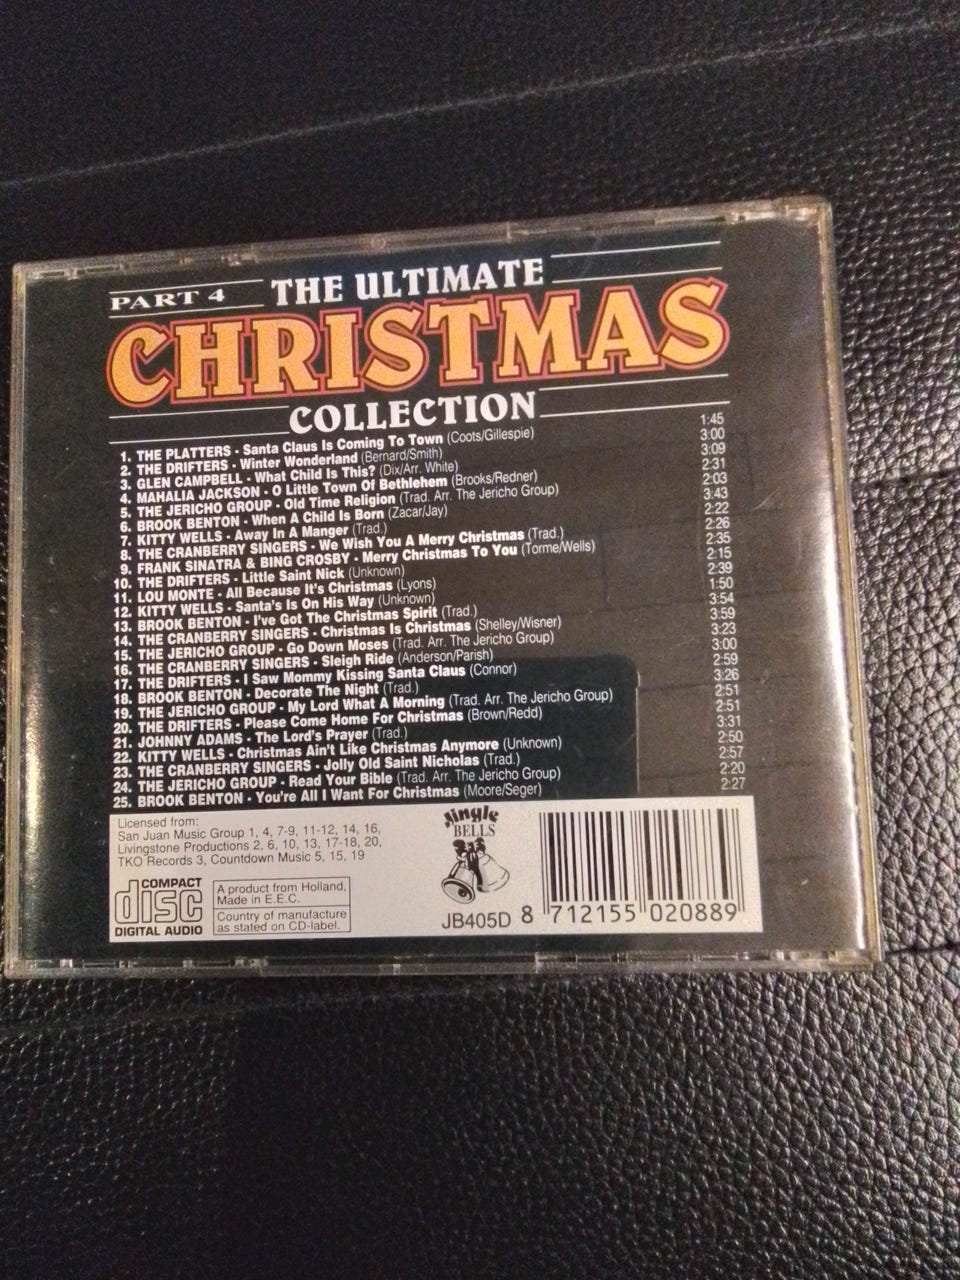 PART 4
THE ULTIMATE
CHRISTMAS
COLLECTION
1. THE PLATTERS - Santa Claus Is Coming To Town (Coots/Gillespie) 1:45
2. THE DRIFTERS - Winter Wonderland (Bernard/Smith) 3:00
3. GLEN CAMPBELL - What Child Is This? (Dix/Arr. White) 3:09
4. MAHALIA JACKSON - O Little Town Of Bethlehem (Brooks/Redner) 2:31
5. THE JERICHO GROUP - Old Time Religion (Trad. Arr. The Jericho Group) 2:03
6. BROOK BENTON - When A Child Is Born (Zacar/Jay) 3:43
7. KITTY WELLS - Away In A Manger (Trad.) 2:22
8. THE CRANBERRY SINGERS - We Wish You A Merry Christmas (Trad.) 2:26
9. FRANK SINATRA & BING CROSBY - Merry Christmas To You (Torme/Wells) 2:35
10. THE DRIFTERS - Little Saint Nick (Unknown) 2:15
11. LOU MONTE - All Because It's Christmas (Lyons) 2:39
12. KITTY WELLS - Santa's Is On His Way (Unknown) 1:50
13. BROOK BENTON - I've Got The Christmas Spirit (Trad.) 3:54
14. THE CRANBERRY SINGERS - Christmas Is Christmas (Shelley/Wisner) 3:59
15. THE JERICHO GROUP - Go Down Moses (Trad. Arr. The Jericho Group) 3:23
16. THE CRANBERRY SINGERS - Sleigh Ride (Anderson/Parish) 3:00
17. THE DRIFTERS - I Saw Mommy Kissing Santa Claus (Connor) 2:59
18. BROOK BENTON - Decorate The Night (Trad.) 3:26
19. THE JERICHO GROUP - My Lord What A Morning (Trad. Arr. The Jericho Group) 2:51
20. THE DRIFTERS - Please Come Home For Christmas (Brown/Redd) 2:51
21. JOHNNY ADAMS - The Lord's Prayer (Trad.) 3:31
22. KITTY WELLS - Christmas Ain't Like Christmas Anymore (Unknown) 2:50
23. THE CRANBERRY SINGERS - Jolly Old Saint Nicholas (Trad.) 2:57
24. THE JERICHO GROUP - Read Your Bible (Trad. Arr. The Jericho Group) 2:20
25. BROOK BENTON - You're All I Want For Christmas (Moore/Seger) 2:27
Licensed from:
San Juan Music Group 1, 4, 7-9, 11-12, 14, 16,
Livingstone Productions 2, 6, 10, 13, 17-18, 20,
TKO Records 3, Countdown Music 5, 15, 19
COMPACT
disc
DIGITAL AUDIO
A product from Holland,
Made in E.E.C.
Country of manufacture
as stated on CD-label.
Jingle
BELLS
JB405D
8 712155 020889